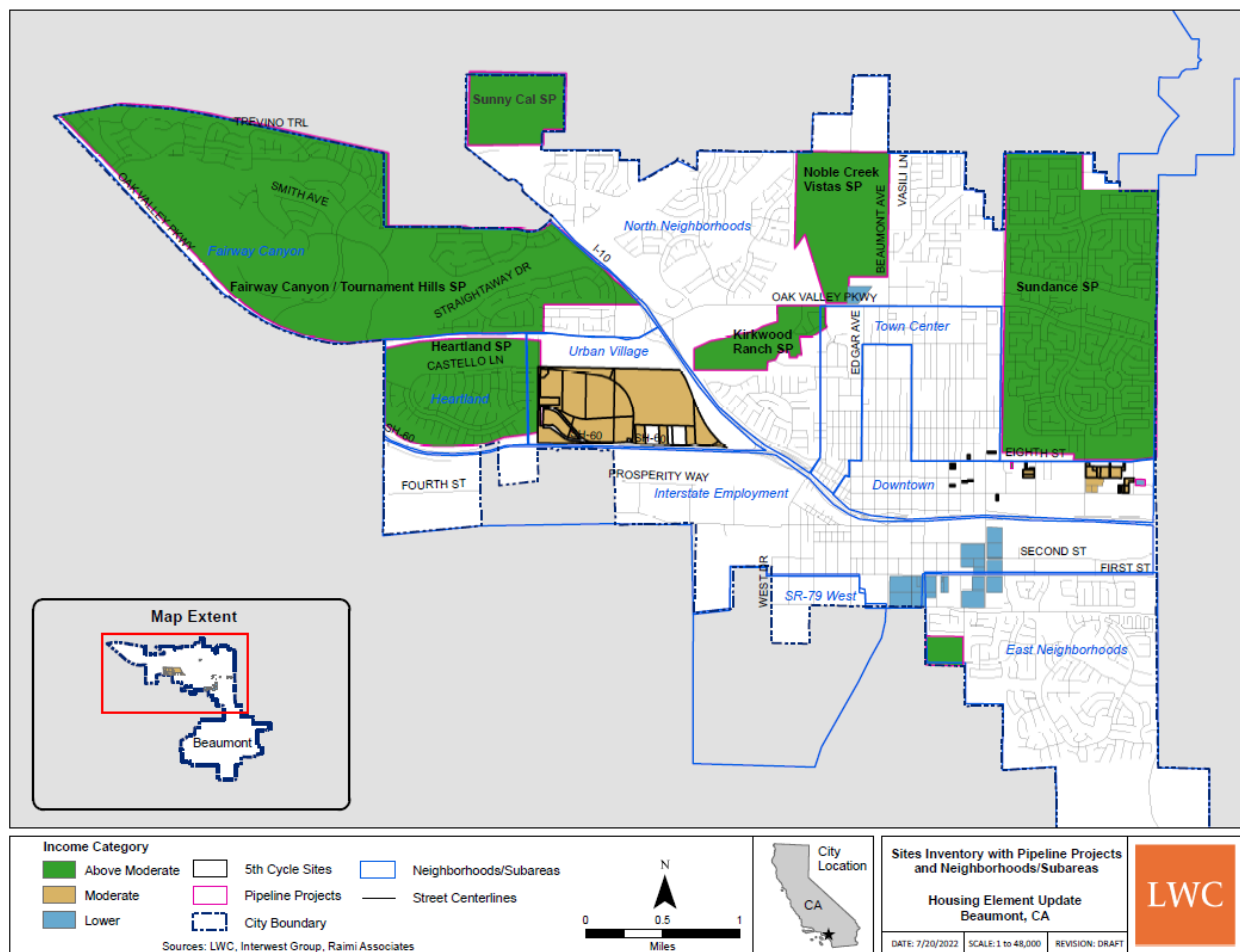 Sunny Cal SP
TREVINO TRL
SMITH AVE
OAK VALLEY PKWY
Fairway Canyon
Fairway Canyon / Tournament Hills SP
STRAIGHTAWAY DR
North Neighborhoods
I-10
Noble Creek
Vistas SP
BEAUMONT AVE
VASILI LN
OAK VALLEY PKWY
Sundance SP
Kirkwood
Ranch SP
EDGAR AVE
Town Center
Heartland SP
CASTELLO LN
Urban Village
Heartland
SH-60
SH-60
SH-60
EIGHTH ST
FOURTH ST
PROSPERITY WAY
Interstate Employment
Downtown
SECOND ST
FIRST ST
WEST DR
SR-79 West
East Neighborhoods
Map Extent
Beaumont
Income Category
Above Moderate
Moderate
Lower
5th Cycle Sites
Pipeline Projects
City Boundary
Neighborhoods/Subareas
Street Centerlines
Sources: LWC, Interwest Group, Raimi Associates
N
0 0.5 1
Miles
City
Location
CA
Sites Inventory with Pipeline Projects
and Neighborhoods/Subareas
Housing Element Update
Beaumont, CA
DATE: 7/20/2022 SCALE: 1 to 48,000 REVISION: DRAFT
LWC